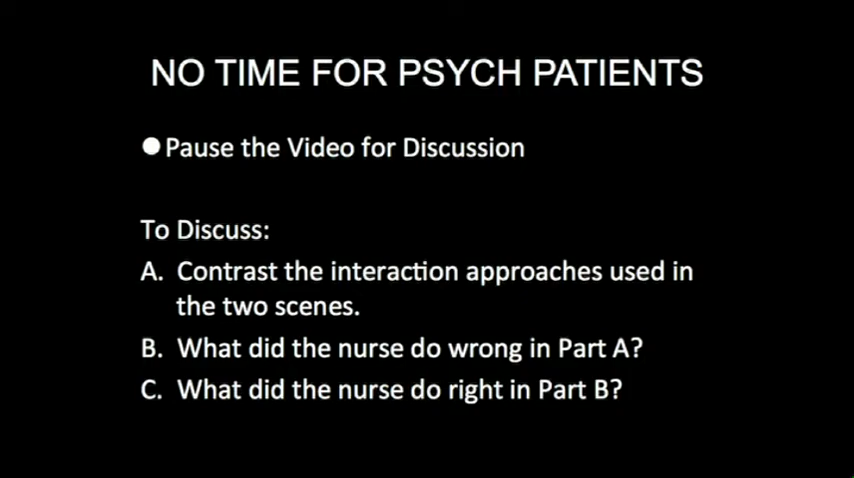 NO TIME FOR PSYCH PATIENTS
●Pause the Video for Discussion
To Discuss:
A. Contrast the interaction approaches used in
the two scenes.
B. What did the nurse do wrong in Part A?
C. What did the nurse do right in Part B?